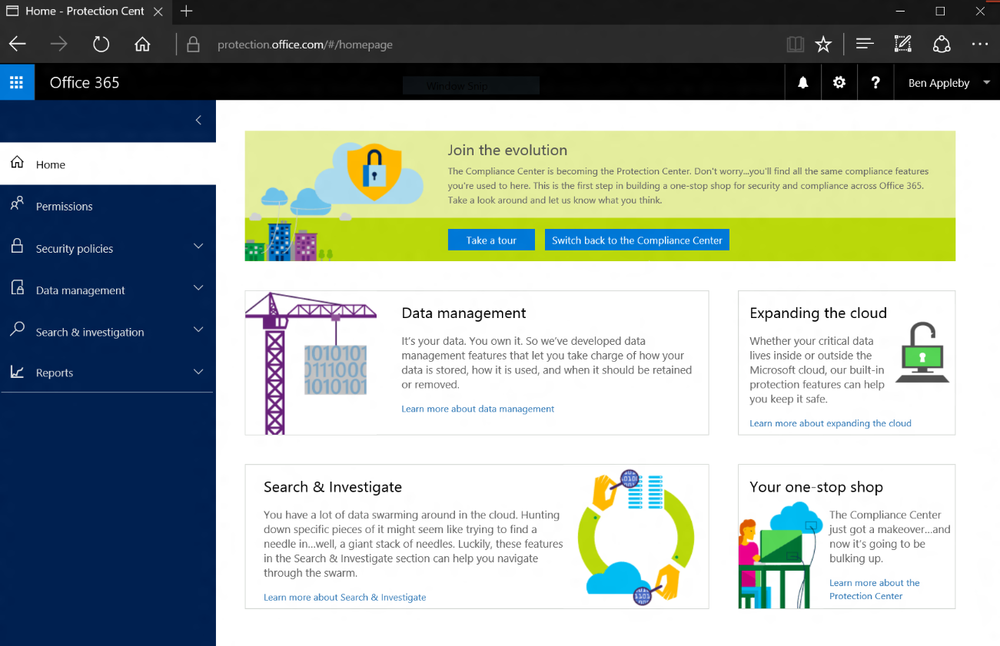 Home - Protection Cent
protection.office.com/#/homepage
Office 365
Window Snip
?
Ben Appleby
Home
Permissions
Security policies
Data management
Search & investigation
Reports
Join the evolution
The Compliance Center is becoming the Protection Center. Don't worry...you'll find all the same compliance features
you're used to here. This is the first step in building a one-stop shop for security and compliance across Office 365.
Take a look around and let us know what you think.
Take a tour
Switch back to the Compliance Center
1010101
0111000
1010101
Data management
It's your data. You own it. So we've developed data
management features that let you take charge of how your
data is stored, how it is used, and when it should be retained
or removed.
Learn more about data management
Expanding the cloud
Whether your critical data
lives inside or outside the
Microsoft cloud, our built-in
protection features can help
you keep it safe.
Learn more about expanding the cloud
Search & Investigate
You have a lot of data swarming around in the cloud. Hunting
down specific pieces of it might seem like trying to find a
needle in...well, a giant stack of needles. Luckily, these features
in the Search & Investigate section can help you navigate
through the swarm.
Learn more about Search & Investigate
Your one-stop shop
The Compliance Center
just got a makeover...and
now it's going to be
bulking up.
Learn more about the
Protection Center